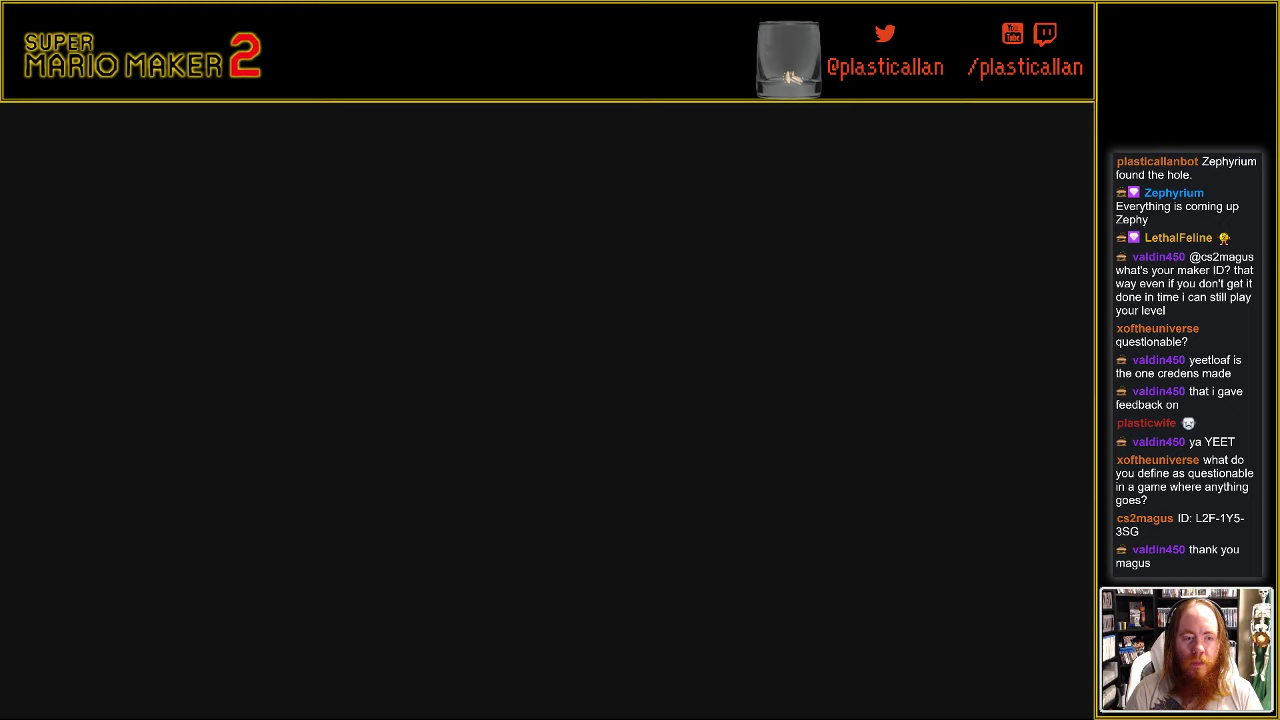 SUPER
MARIO MAKER 2
@plasticallan
You
Tube
/plasticallan
plasticallanbot Zephyrium
found the hole.
Zephyrium
Everything is coming up
Zephy
LethalFeline
valdin450 @cs2magus
what's your maker ID? that
way even if you don't get it
done in time i can still play
your level
xoftheuniverse
questionable?
valdin450 yeetloaf is
the one credens made
valdin450 that i gave
feedback on
plasticwife
valdin450 ya YEET
xoftheuniverse what do
you define as questionable
in a game where anything
goes?
cs2magus ID: L2F-1Y5-
3SG
valdin450 thank you
magus